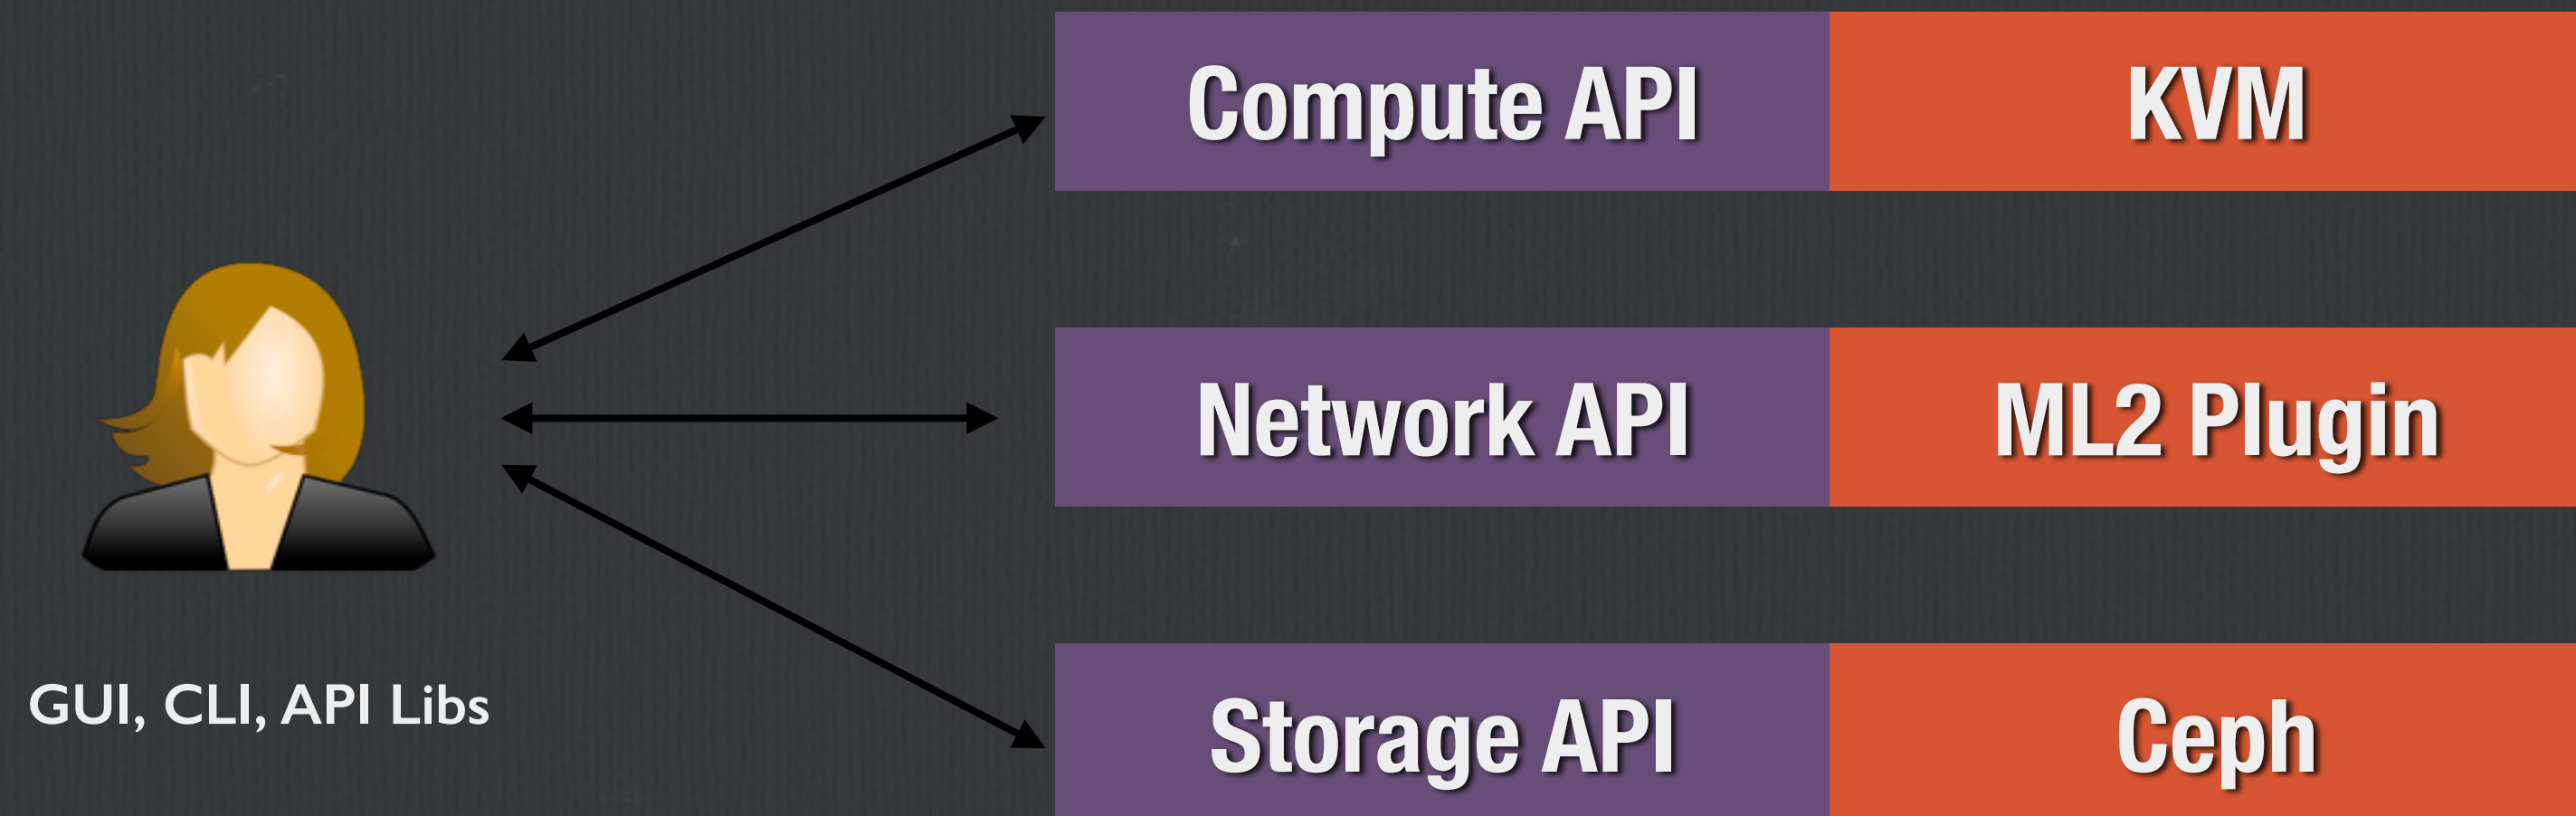 Compute API
KVM
Network API
ML2 Plugin
GUI, CLI, API Libs
Storage API
Ceph